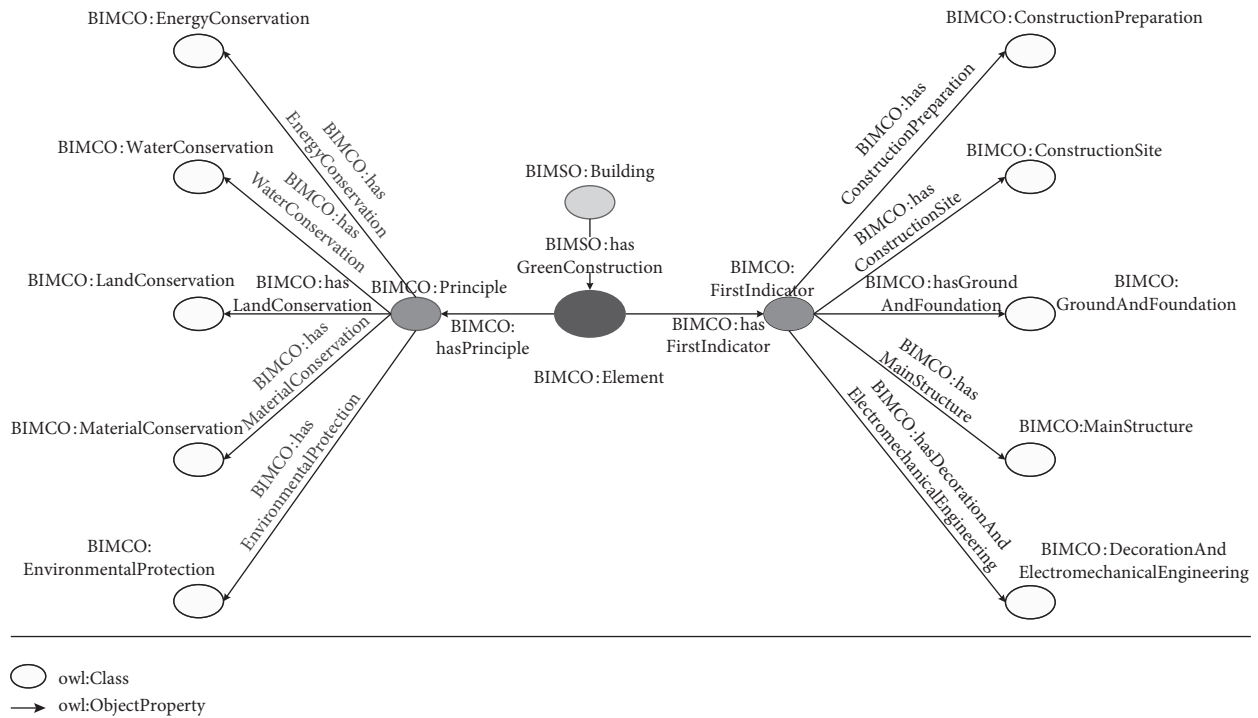 BIMCO:EnergyConservation
BIMCO:has
EnergyConservation
BIMCO:WaterConservation
BIMCO:has
WaterConservation
BIMCO:LandConservation
BIMCO:has
LandConservation
BIMCO:Principle
BIMCO:has
MaterialConservation
BIMCO:MaterialConservation
BIMCO:has
EnvironmentalProtection
BIMCO:
EnvironmentalProtection
BIMSO:Building
BIMSO:has
GreenConstruction
BIMCO:
hasPrinciple
BIMCO:Element
BIMCO:has
FirstIndicator
BIMCO:
FirstIndicator
BIMCO:ConstructionPreparation
BIMCO:has
ConstructionPreparation
BIMCO:ConstructionSite
BIMCO:has
ConstructionSite
BIMCO:hasGround
AndFoundation
BIMCO:
GroundAndFoundation
BIMCO:has
MainStructure
BIMCO:MainStructure
BIMCO:hasDecorationAnd
ElectromechanicalEngineering
BIMCO:DecorationAnd
ElectromechanicalEngineering
owl:Class
owl:ObjectProperty